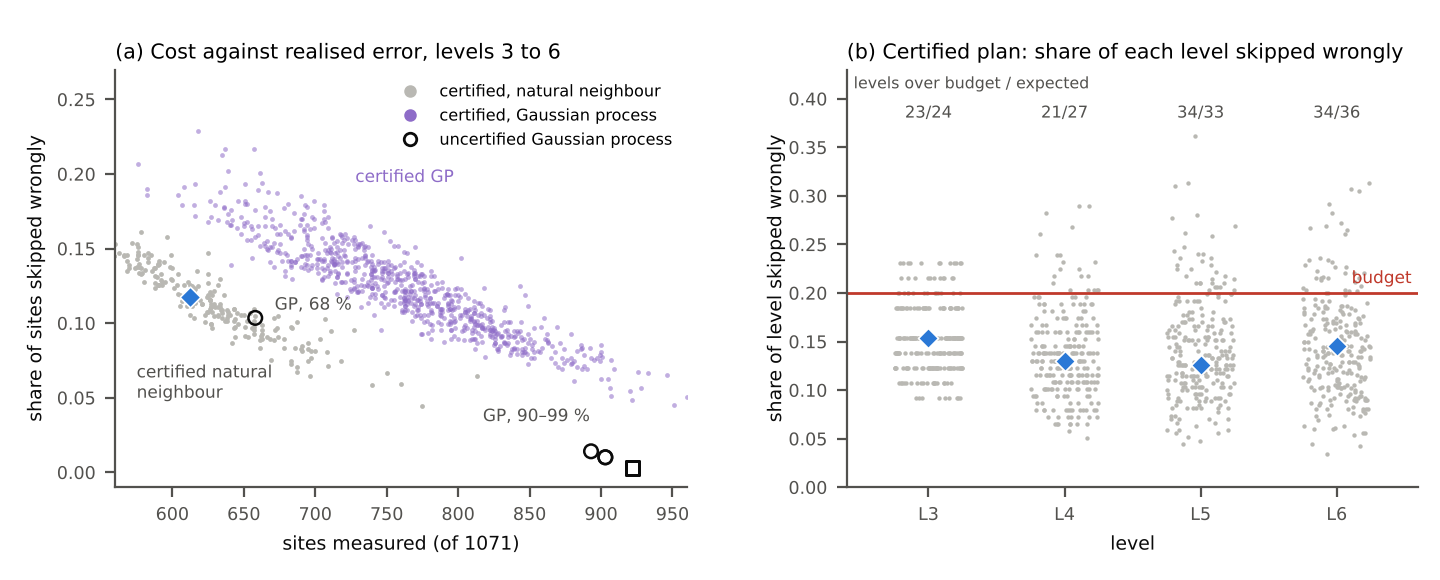 (a) Cost against realised error, levels 3 to 6
share of sites skipped wrongly
0.25
0.20
0.15
0.10
0.05
0.00
certified, natural neighbour
certified, Gaussian process
uncertified Gaussian process
certified GP
GP, 68 %
certified natural
neighbour
GP, 90–99 %
600 650 700 750 800 850 900 950
sites measured (of 1071)
(b) Certified plan: share of each level skipped wrongly
share of level skipped wrongly
levels over budget / expected
23/24 21/27 34/33 34/36
0.40
0.35
0.30
0.25
0.20
0.15
0.10
0.05
0.00
budget
L3 L4 L5 L6
level